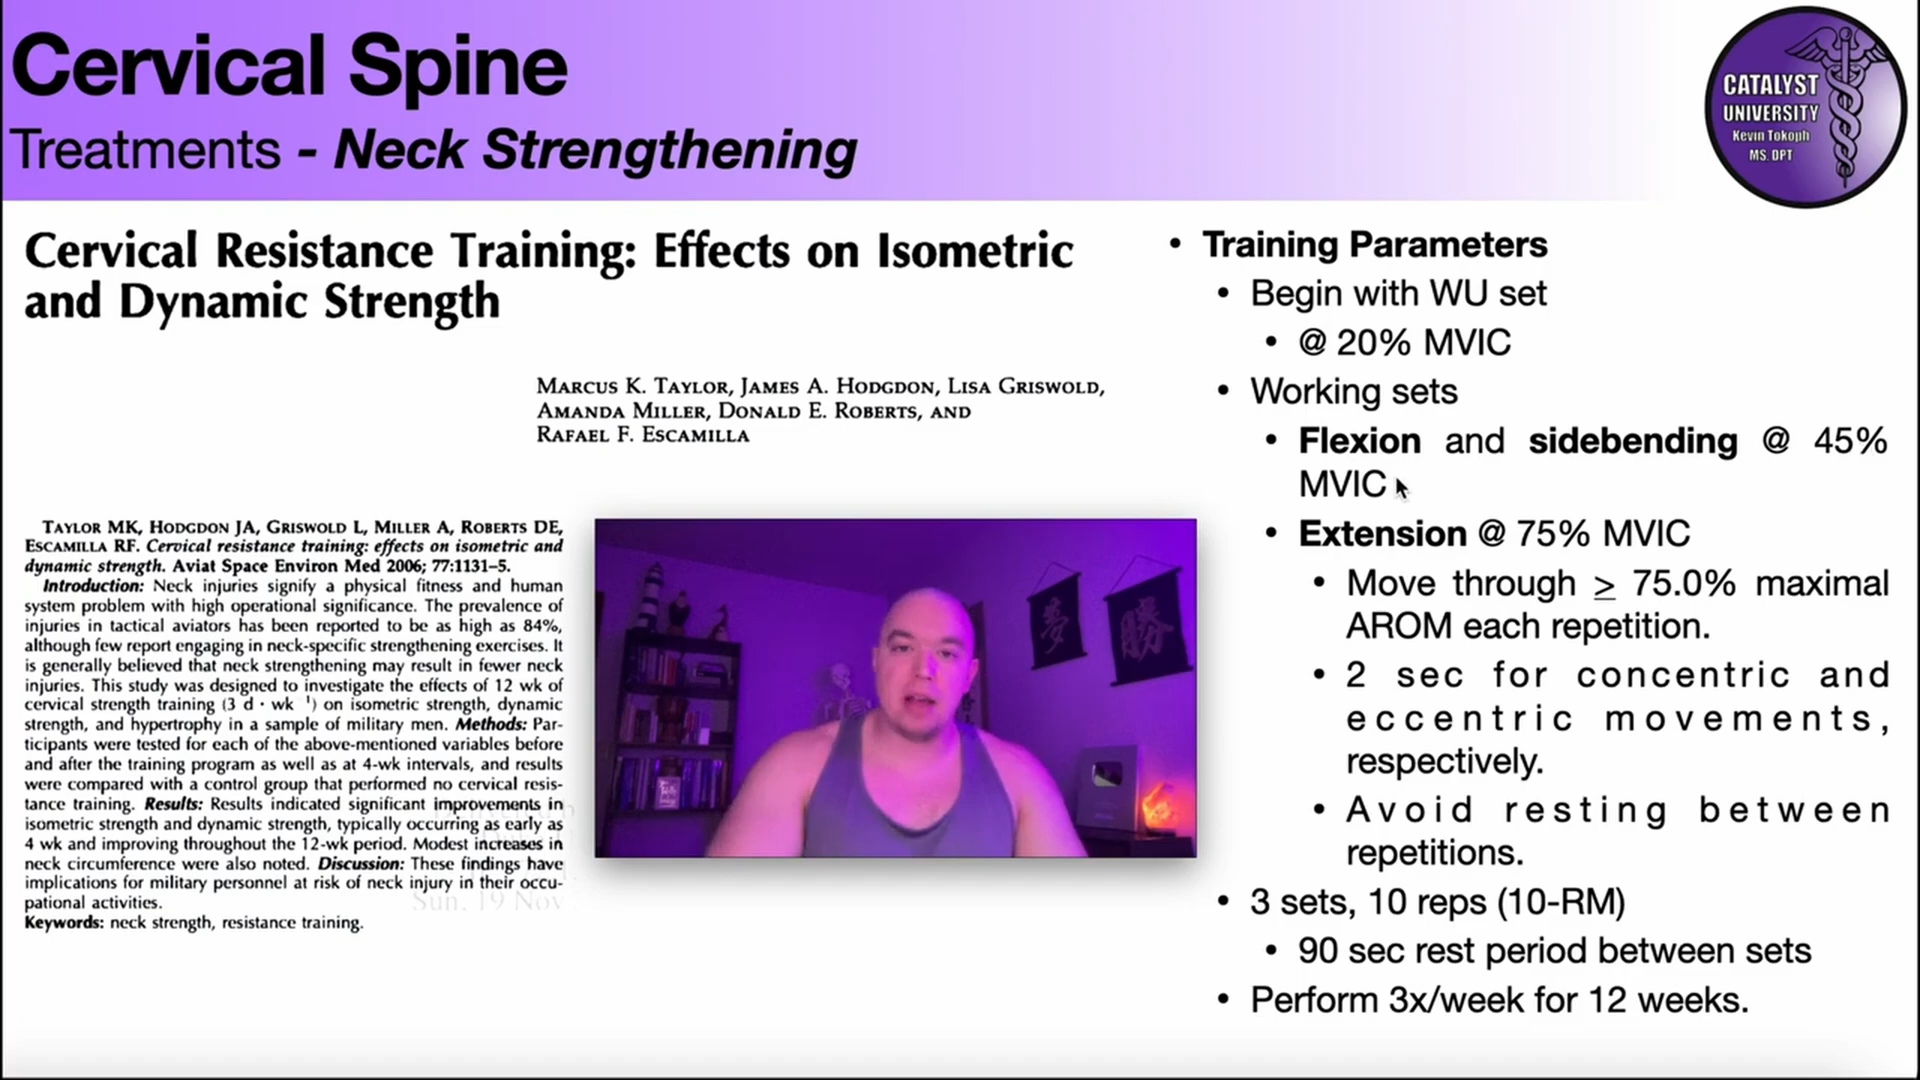 Cervical Spine
Treatments - Neck Strengthening
CATALYST
UNIVERSITY
Kevin Tokoph
MS, DPT
Cervical Resistance Training: Effects on Isometric
and Dynamic Strength
MARCUS K. TAYLOR, JAMES A. HODGDON, LISA GRISWOLD,
AMANDA MILLER, DONALD E. ROBERTS, AND
RAFAEL F. ESCAMILLA
TAYLOR MK, HODGDON JA, GRISWOLD L, MILLER A, ROBERTS DE,
ESCAMILLA RF. Cervical resistance training: effects on isometric and
dynamic strength. Aviat Space Environ Med 2006; 77:1131–5.
Introduction: Neck injuries signify a physical fitness and human
system problem with high operational significance. The prevalence of
injuries in tactical aviators has been reported to be as high as 84%,
although few report engaging in neck-specific strengthening exercises. It
is generally believed that neck strengthening may result in fewer neck
injuries. This study was designed to investigate the effects of 12 wk of
cervical strength training (3 d · wk ¹) on isometric strength, dynamic
strength, and hypertrophy in a sample of military men. Methods: Par-
ticipants were tested for each of the above-mentioned variables before
and after the training program as well as at 4-wk intervals, and results
were compared with a control group that performed no cervical resis-
tance training. Results: Results indicated significant improvements in
isometric strength and dynamic strength, typically occurring as early as
4 wk and improving throughout the 12-wk period. Modest increases in
neck circumference were also noted. Discussion: These findings have
implications for military personnel at risk of neck injury in their occu-
pational activities.
Keywords: neck strength, resistance training.
Sun, 19 Nov
夢
勝
• Training Parameters
• Begin with WU set
• @ 20% MVIC
• Working sets
• Flexion and sidebending @ 45%
MVIC
• Extension @ 75% MVIC
• Move through ≥ 75.0% maximal
AROM each repetition.
• 2 sec for concentric and
eccentric movements,
respectively.
• Avoid resting between
repetitions.
• 3 sets, 10 reps (10-RM)
• 90 sec rest period between sets
• Perform 3x/week for 12 weeks.